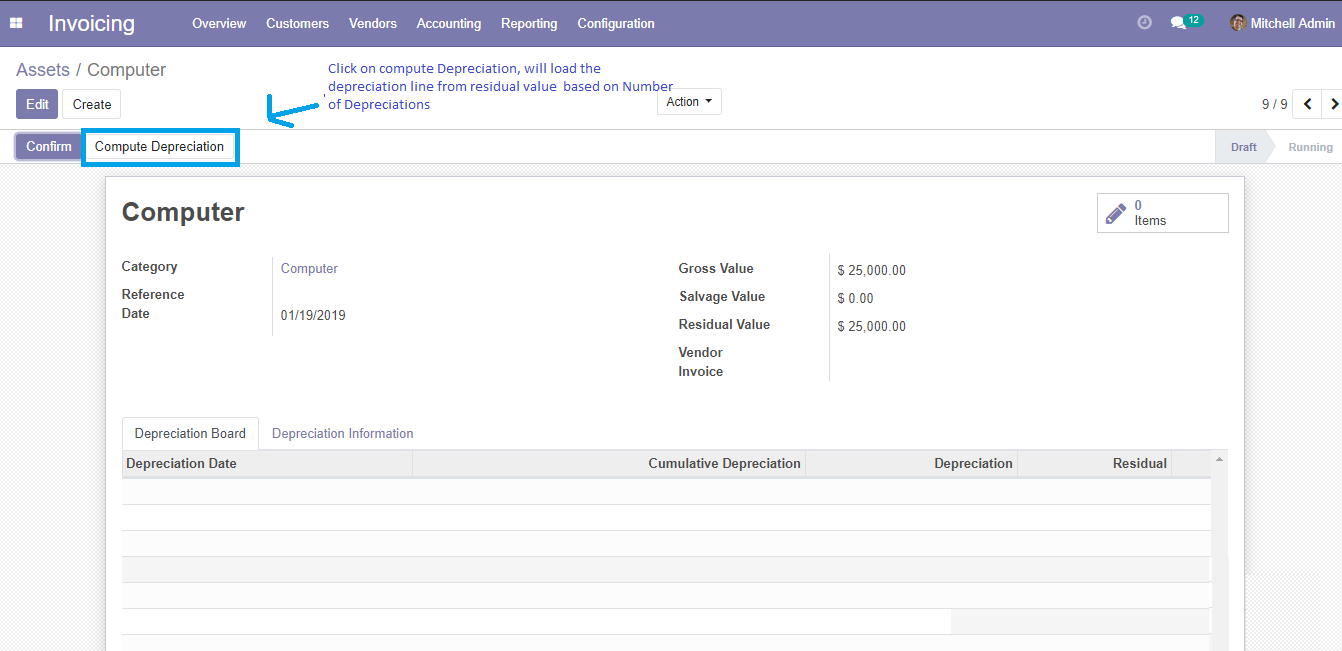 Invoicing Overview Customers Vendors Accounting Reporting Configuration 12 Mitchell Admin
Assets / Computer
Click on compute Depreciation, will load the
depreciation line from residual value based on Number
of Depreciations
Edit Create Action 9 / 9
Confirm Compute Depreciation Draft Running
Computer
0
Items
Category Computer
Reference
Date 01/19/2019
Gross Value $ 25,000.00
Salvage Value $ 0.00
Residual Value $ 25,000.00
Vendor
Invoice
Depreciation Board Depreciation Information
Depreciation Date Cumulative Depreciation Depreciation Residual